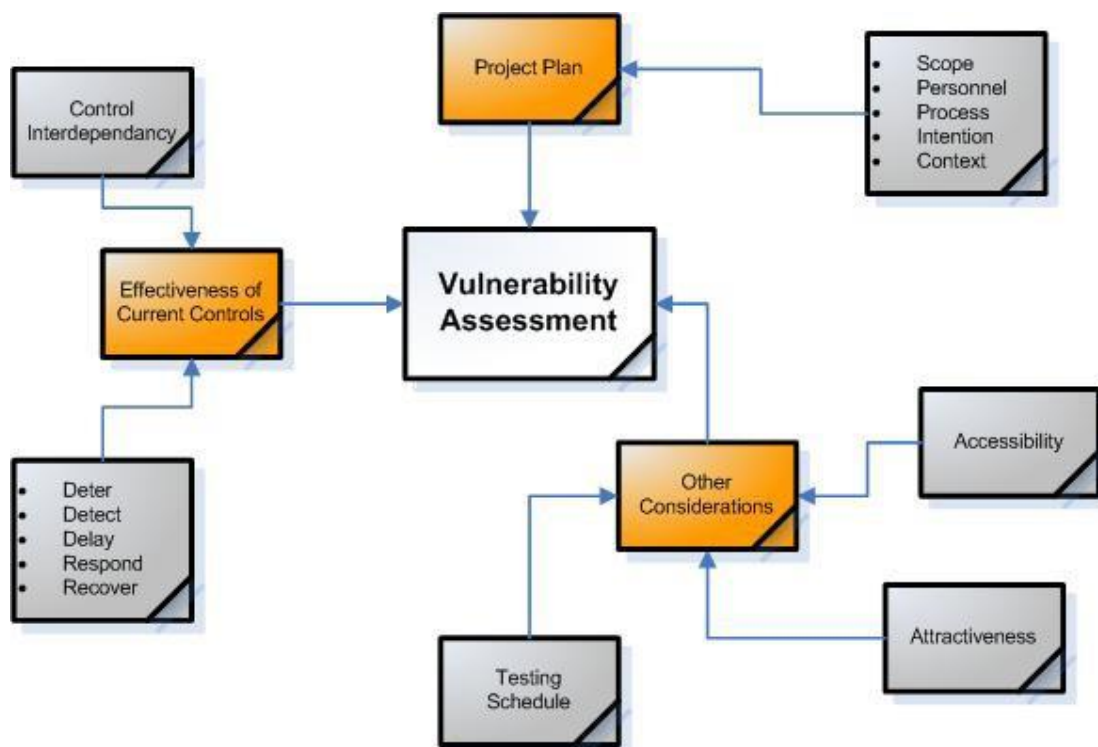 Project Plan
Scope
Personnel
Process
Intention
Context
Control
Interdependancy
Effectiveness of
Current Controls
Vulnerability
Assessment
Deter
Detect
Delay
Respond
Recover
Other
Considerations
Accessibility
Attractiveness
Testing
Schedule